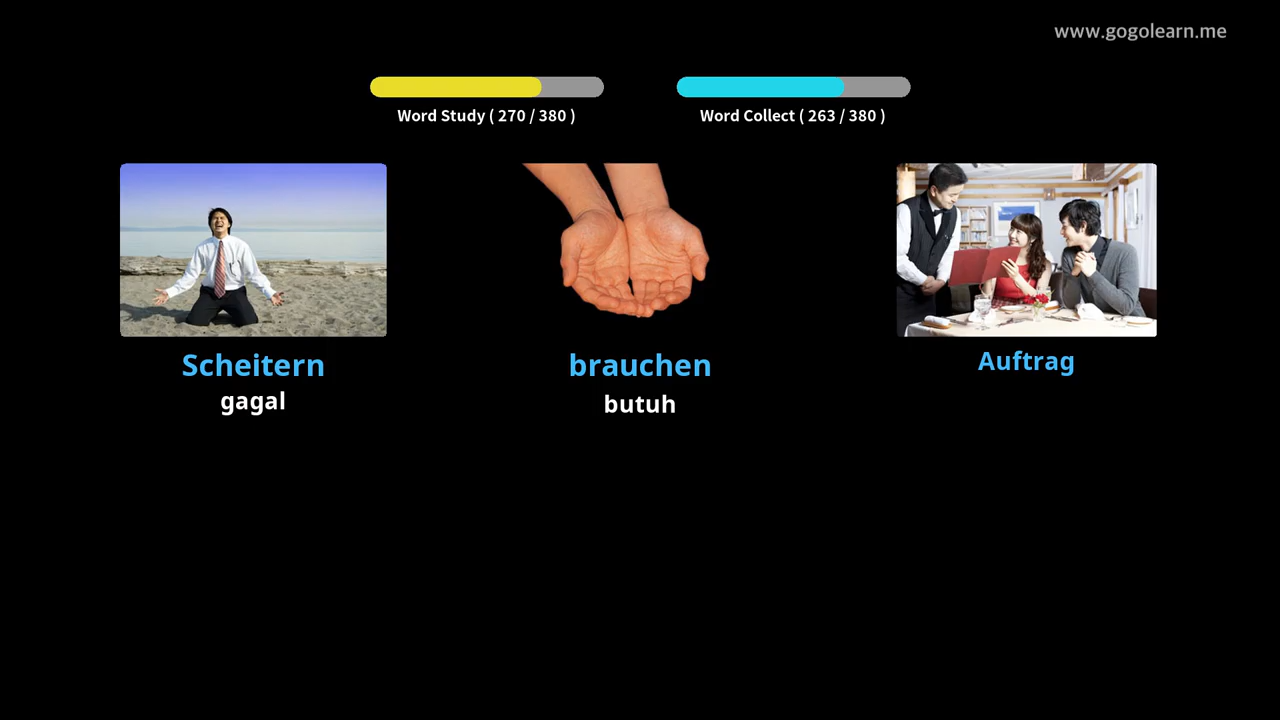 www.gogolearn.me
Word Study ( 270 / 380 )
Word Collect ( 263 / 380 )
Scheitern
gagal
brauchen
butuh
Auftrag